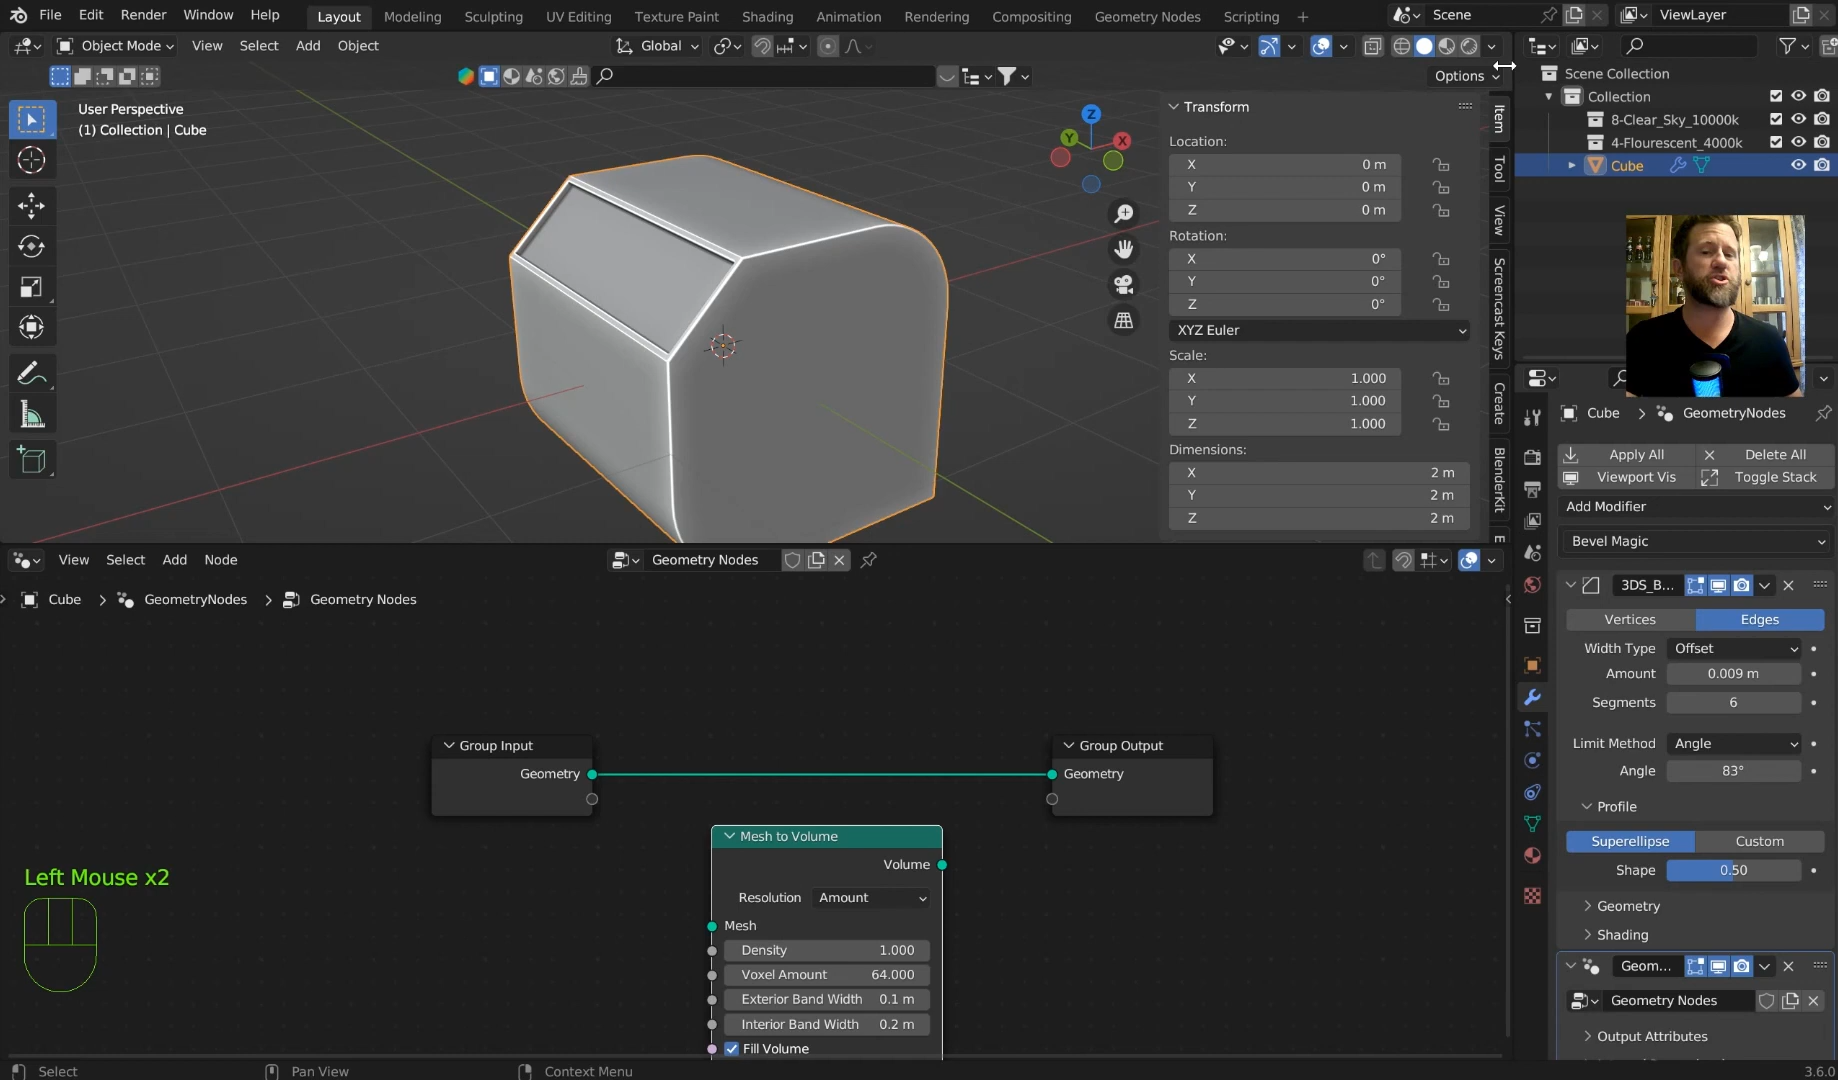 File Edit Render Window Help Layout Modeling Sculpting UV Editing Texture Paint Shading Animation Rendering Compositing Geometry Nodes Scripting + Scene ViewLayer
Object Mode View Select Add Object Global
Options
User Perspective
(1) Collection | Cube
Z
Y
X
Transform
Location:
X 0 m
Y 0 m
Z 0 m
Rotation:
X 0°
Y 0°
Z 0°
XYZ Euler
Scale:
X 1.000
Y 1.000
Z 1.000
Dimensions:
X 2 m
Y 2 m
Z 2 m
Item
Tool
View
Screencast Keys
Create
BlenderKit
E
Scene Collection
Collection
8-Clear_Sky_10000k
4-Flourescent_4000k
Cube
Cube > GeometryNodes
Apply All Delete All
Viewport Vis Toggle Stack
Add Modifier
Bevel Magic
3DS_B...
Vertices Edges
Width Type Offset
Amount 0.009 m
Segments 6
Limit Method Angle
Angle 83°
Profile
Superellipse Custom
Shape 0.50
Geometry
Shading
Geom...
Geometry Nodes
Output Attributes
View Select Add Node Geometry Nodes
Cube > GeometryNodes > Geometry Nodes
Group Input
Geometry
Group Output
Geometry
Mesh to Volume
Volume
Resolution Amount
Mesh
Density 1.000
Voxel Amount 64.000
Exterior Band Width 0.1 m
Interior Band Width 0.2 m
Fill Volume
Left Mouse x2
Select Pan View Context Menu 3.6.0